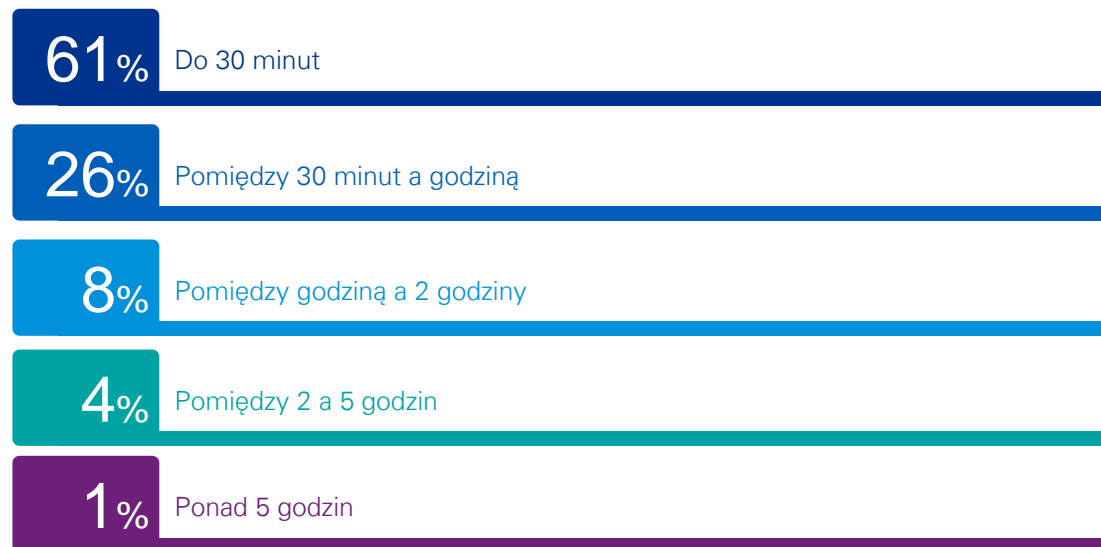 61% Do 30 minut
26% Pomiędzy 30 minut a godziną
8% Pomiędzy godziną a 2 godziny
4% Pomiędzy 2 a 5 godzin
1% Ponad 5 godzin